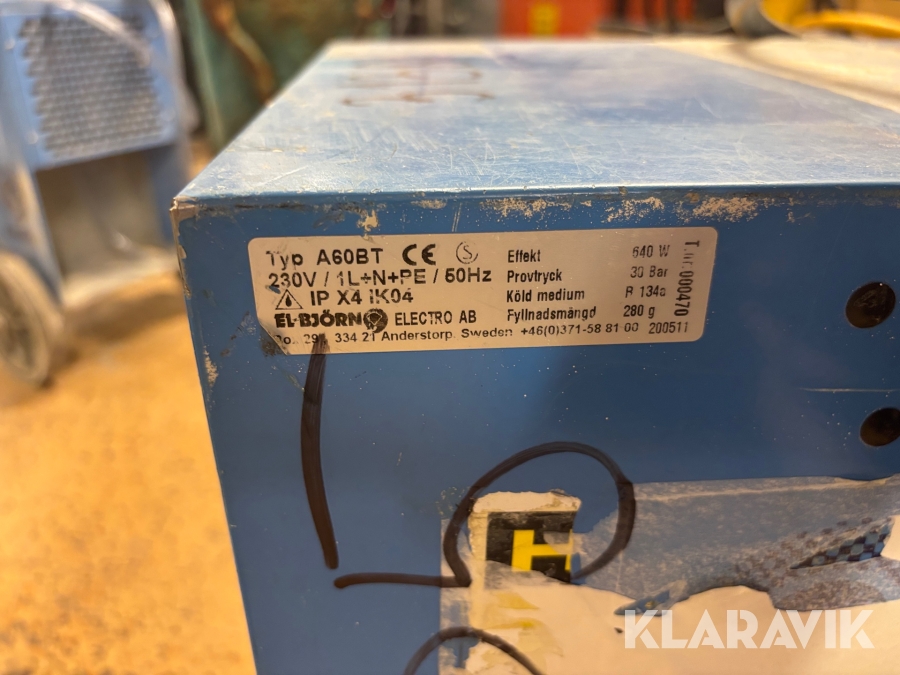 Typ A60BT CE S
230V / 1L+N+PE / 50Hz
IP X4 IK04
EL-BJÖRN ELECTRO AB
334 21 Anderstorp. Sweden +46(0)371-58 81 00 200511
Effekt 640 W
Provtryck 30 Bar
Köld medium R 134a
Fyllnadsmängd 280 g
000470
KLARAVIK